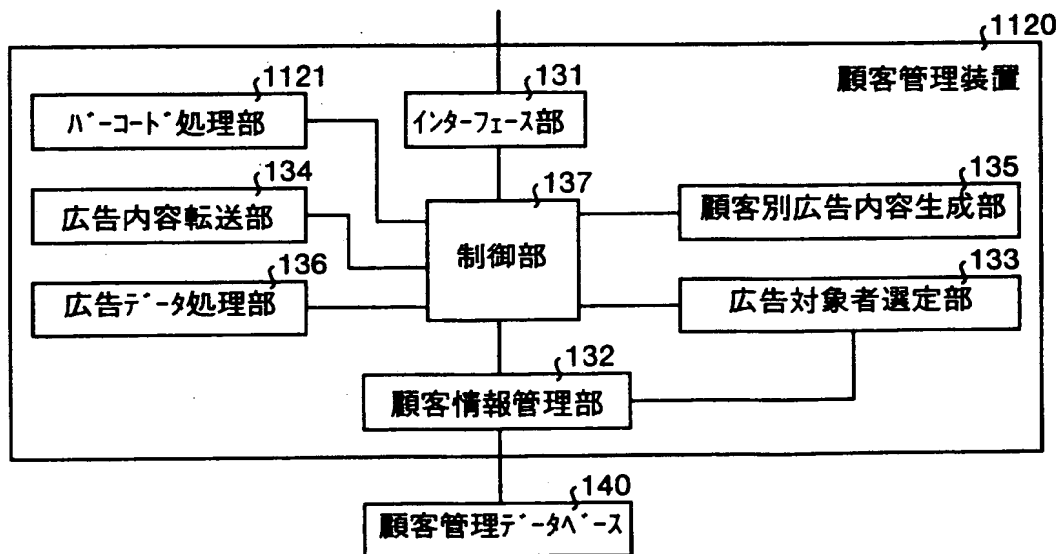 1120
顧客管理装置
1121
ﾊﾞｰｺｰﾄﾞ処理部
131
ｲﾝﾀｰﾌｪｰｽ部
134
広告内容転送部
137
制御部
135
顧客別広告内容生成部
136
広告ﾃﾞｰﾀ処理部
133
広告対象者選定部
132
顧客情報管理部
140
顧客管理ﾃﾞｰﾀﾍﾞｰｽ